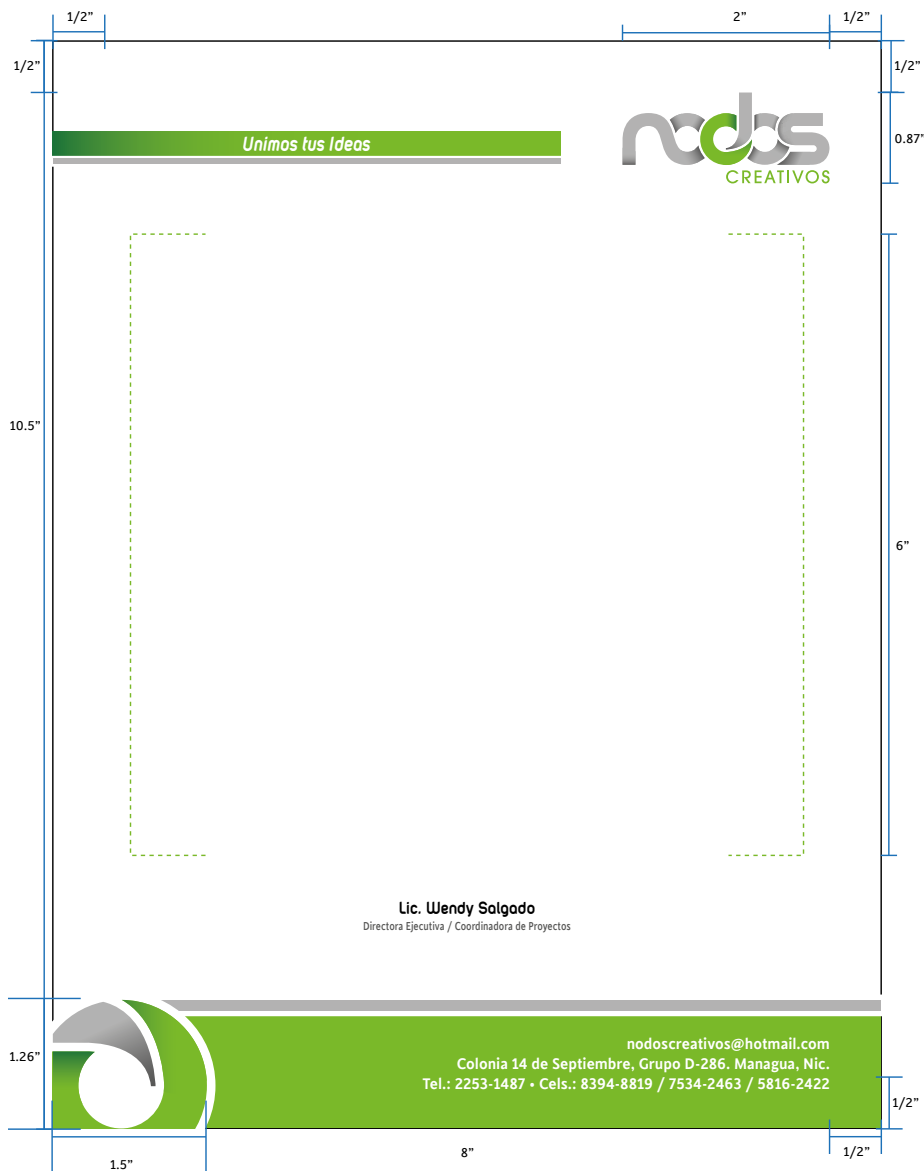 1/2”
2”
1/2”
1/2”
1/2”
Unimos tus Ideas
nodos
CREATIVOS
0.87”
10.5”
6”
Lic. Wendy Salgado
Directora Ejecutiva / Coordinadora de Proyectos
1.26”
nodoscreativos@hotmail.com
Colonia 14 de Septiembre, Grupo D-286. Managua, Nic.
Tel.: 2253-1487 • Cels.: 8394-8819 / 7534-2463 / 5816-2422
1/2”
1.5”
8”
1/2”